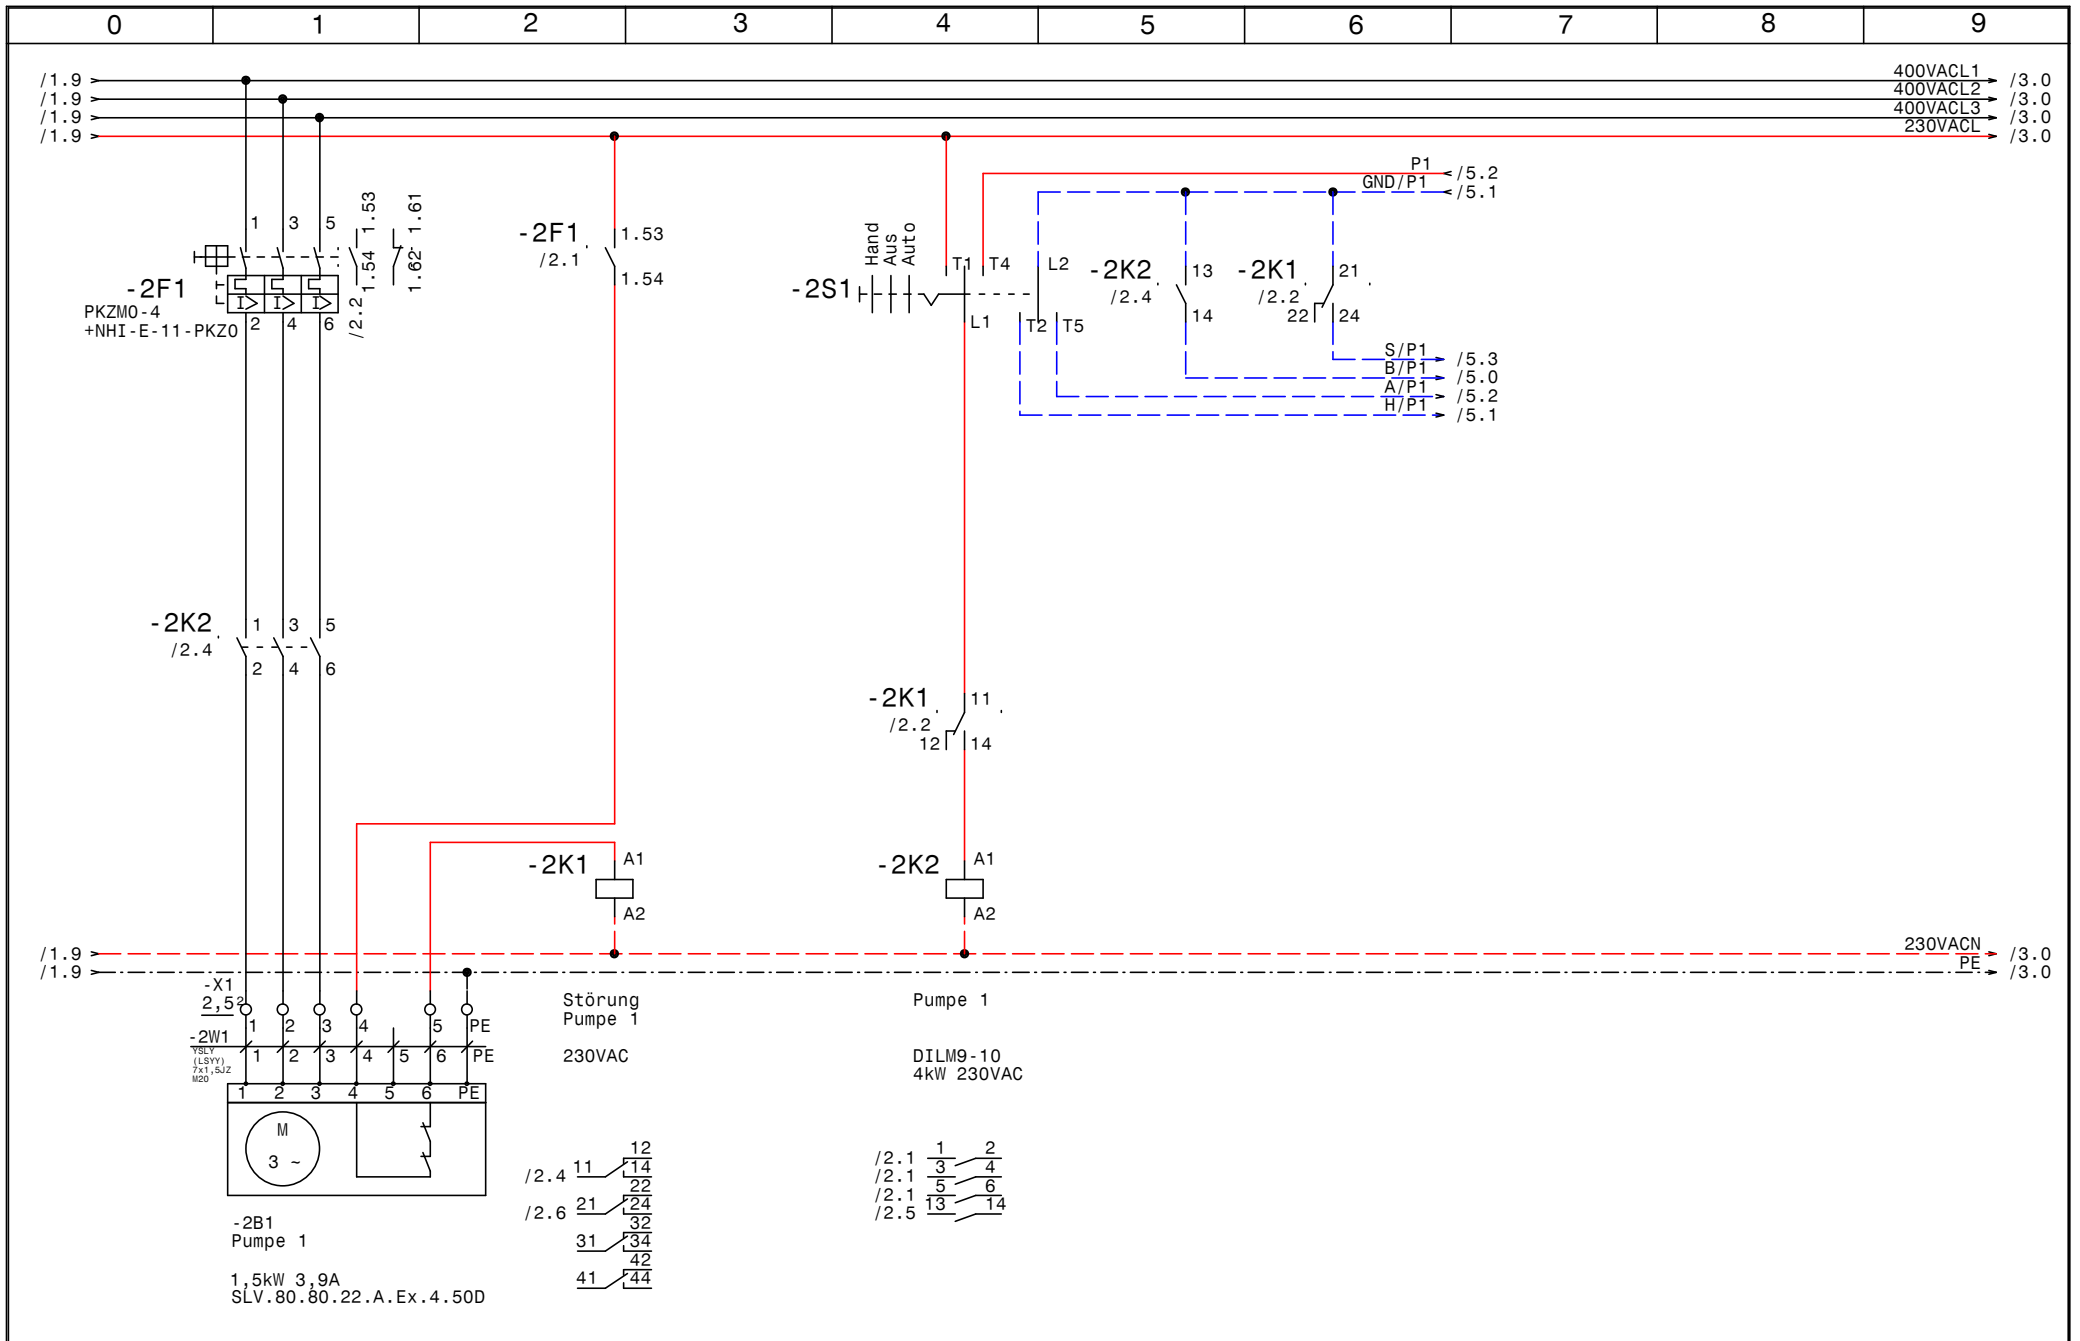 0 1 2 3 4 5 6 7 8 9
/1.9 400VACL1 /3.0
/1.9 400VACL2 /3.0
/1.9 400VACL3 /3.0
/1.9 230VACL /3.0
P1 /5.2
GND/P1 /5.1
1 3 5
1.53
1.54
1.61
1.62
-2F1
PKZM0-4
+NHI-E-11-PKZ0
2 4 6
/2.2
-2F1
/2.1
1.53
1.54
Hand
Aus
Auto
-2S1
T1 T4 L2
L1 T2 T5
-2K2
/2.4
13
14
-2K1
/2.2
21
22 24
S/P1 /5.3
B/P1 /5.0
A/P1 /5.2
H/P1 /5.1
-2K2
/2.4
1 3 5
2 4 6
-2K1
/2.2
11
12 14
-2K1
A1
A2
-2K2
A1
A2
/1.9 230VACN /3.0
/1.9 PE /3.0
-X1
2,5²
1 2 3 4 5 PE
-2W1
YSLY
(LSYY)
7x1,5JZ
M20
1 2 3 4 5 6 PE
1 2 3 4 5 6 PE
M
3 ~
-2B1
Pumpe 1
1,5kW 3,9A
SLV.80.80.22.A.Ex.4.50D
Störung
Pumpe 1
230VAC
Pumpe 1
DILM9-10
4kW 230VAC
12
/2.4 11 14
22
/2.6 21 24
32
31 34
42
41 44
/2.1 1 2
/2.1 3 4
/2.1 5 6
/2.5 13 14